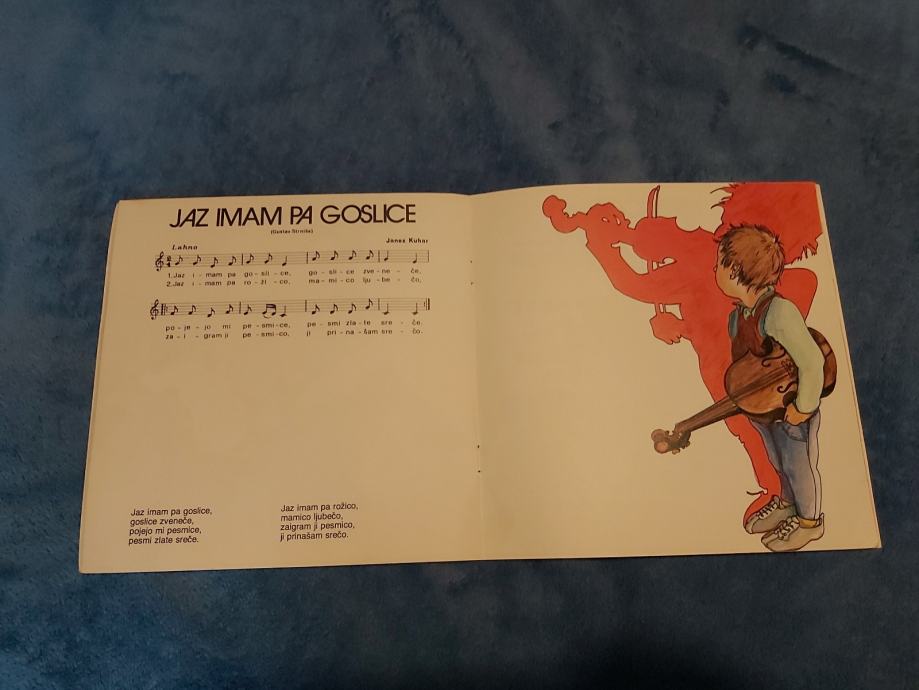 JAZ IMAM PA GOSLICE
(Gustav Strniša)
Janez Kuhar
Lahno
1.Jaz i - mam pa go - sli - ce, go - sli - ce zve - ne - če,
2.Jaz i - mam pa ro - ži - co, ma - mi - co lju - be - čo,
po - je - jo mi pe - smi - ce, pe - smi zla - te sre - če.
za - i - gram ji pe - smi - co, ji pri - na - šam sre - čo.
Jaz imam pa goslice,
goslice zveneče,
pojejo mi pesmice,
pesmi zlate sreče.
Jaz imam pa rožico,
mamico ljubečo,
zaigram ji pesmico,
ji prinašam srečo.